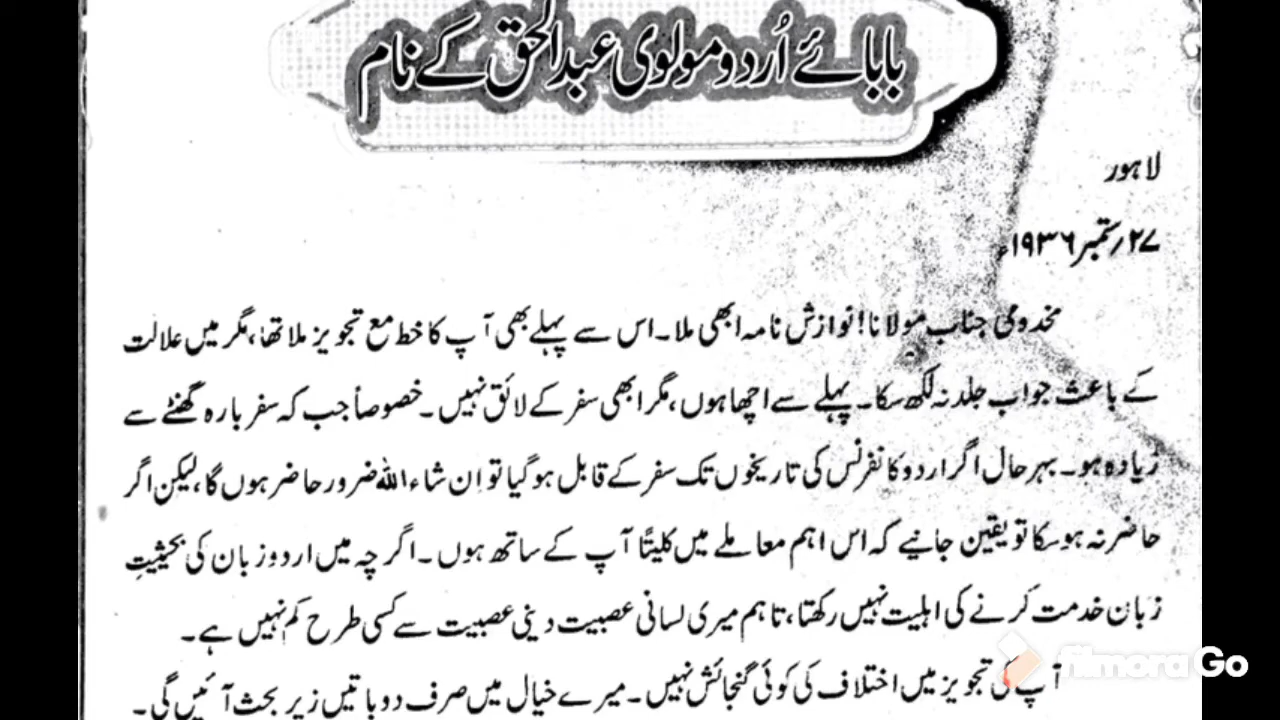 بابائے اُردو مولوی عبدالحق کے نام
لاہور
۲۷؍ستمبر ۱۹۳۶ء
مخدومی جناب مولانا! نوازش نامہ ابھی ملا۔ اس سے پہلے بھی آپ کا خط مع تجویز ملا تھا، مگر میں علالت
کے باعث جواب جلد نہ لکھ سکا۔ پہلے سے اچھا ہوں، مگر ابھی سفر کے لائق نہیں۔ خصوصاً جب کہ سفر بارہ گھنٹے سے
زیادہ ہو۔ بہر حال اگر اردو کانفرنس کی تاریخوں تک سفر کے قابل ہو گیا تو اِن شاء اللہ ضرور حاضر ہوں گا، لیکن اگر
حاضر نہ ہو سکا تو یقین جانیے کہ اس اہم معاملے میں کلیتاً آپ کے ساتھ ہوں۔ اگر چہ میں اردو زبان کی بحیثیتِ
زبان خدمت کرنے کی اہلیت نہیں رکھتا، تاہم میری لسانی عصبیت دینی عصبیت سے کسی طرح کم نہیں ہے۔
آپ کی تجویز میں اختلاف کی کوئی گنجائش نہیں۔ میرے خیال میں صرف دو باتیں زیر بحث آئیں گی۔
filmora Go